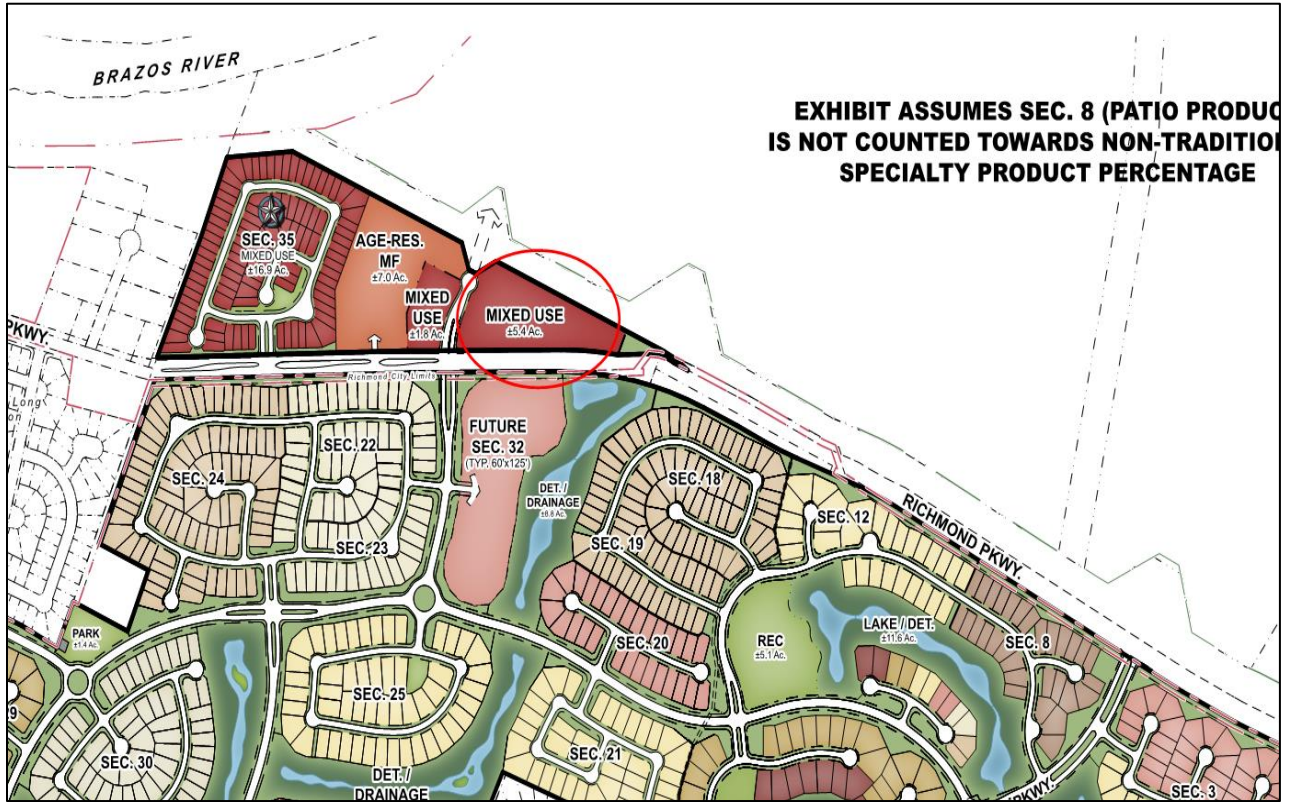 BRAZOS RIVER
EXHIBIT ASSUMES SEC. 8 (PATIO PRODUC
IS NOT COUNTED TOWARDS NON-TRADITION
SPECIALTY PRODUCT PERCENTAGE
SEC. 35
MIXED USE
±16.9 Ac.
AGE-RES.
MF
±7.0 Ac.
MIXED
USE
±1.8 Ac.
MIXED USE
±5.4 Ac.
PKWY.
Richmond City Limits
Long
FUTURE
SEC. 32
(TYP. 60'x125')
SEC. 22
SEC. 24
SEC. 23
DET. /
DRAINAGE
±6.6 Ac.
SEC. 18
SEC. 19
SEC. 12
RICHMOND PKWY.
PARK
±1.4 Ac.
SEC. 20
REC
±5.1 Ac.
LAKE / DET.
±11.6 Ac.
SEC. 8
SEC. 25
29
SEC. 30
SEC. 21
DET. /
DRAINAGE
PKWY.
SEC. 3